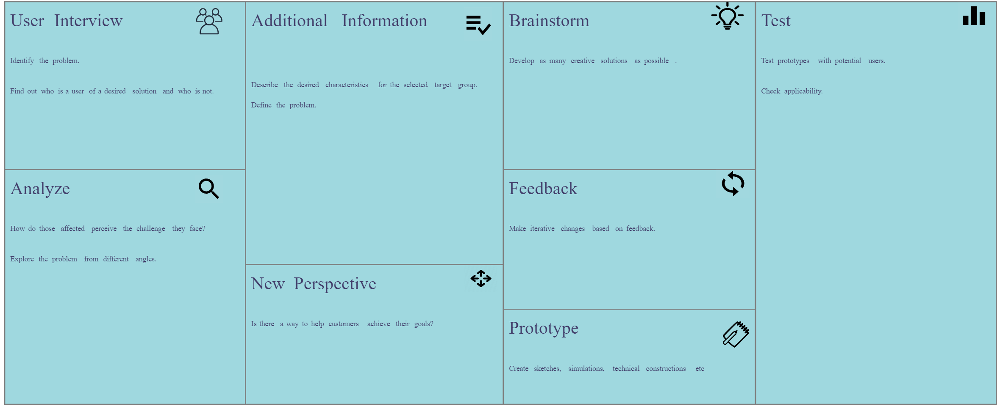 User Interview
Identify the problem.
Find out who is a user of a desired solution and who is not.
Analyze
How do those affected perceive the challenge they face?
Explore the problem from different angles.
Additional Information
Describe the desired characteristics for the selected target group.
Define the problem.
New Perspective
Is there a way to help customers achieve their goals?
Brainstorm
Develop as many creative solutions as possible .
Feedback
Make iterative changes based on feedback.
Prototype
Create sketches, simulations, technical constructions etc
Test
Test prototypes with potential users.
Check applicability.